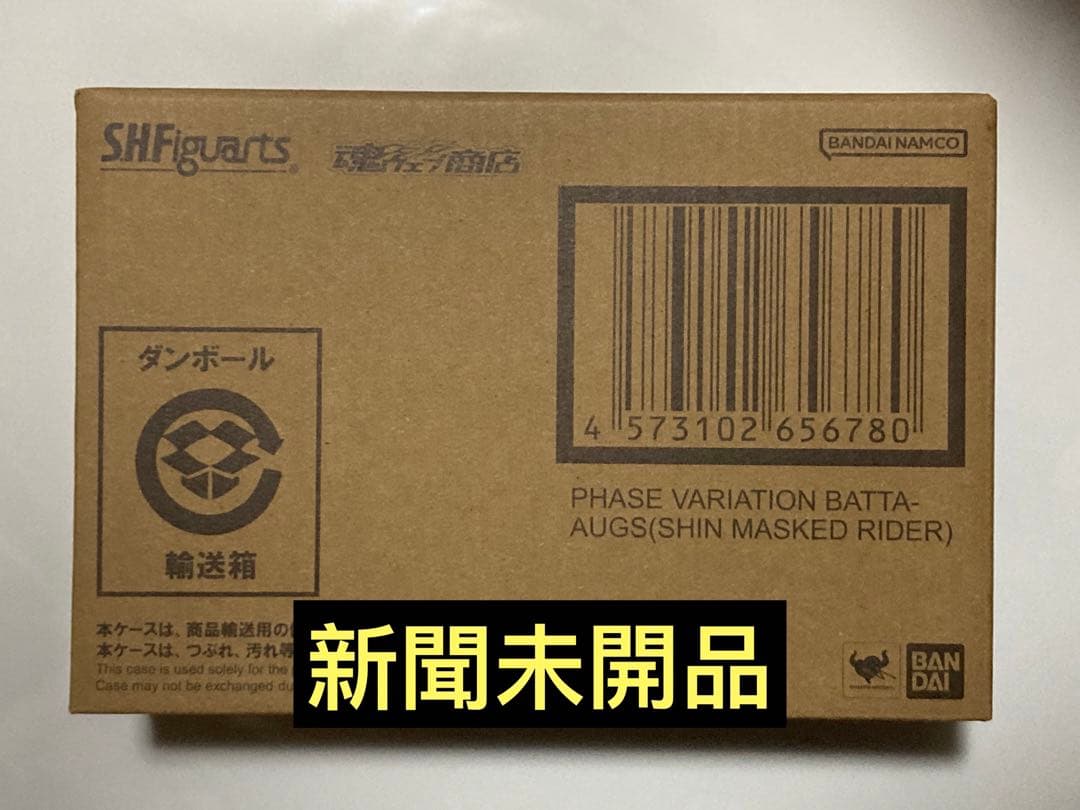 S.H.Figuarts
魂ウェブ商店
BANDAI NAMCO
4 573102 656780
PHASE VARIATION BATTA-
AUGS(SHIN MASKED RIDER)
ダンボール
輸送箱
本ケースは、商品輸送用の
本ケースは、つぶれ、汚れ等
This case is used solely for the
Case may not be exchanged du
新聞未開品
BAN
DAI